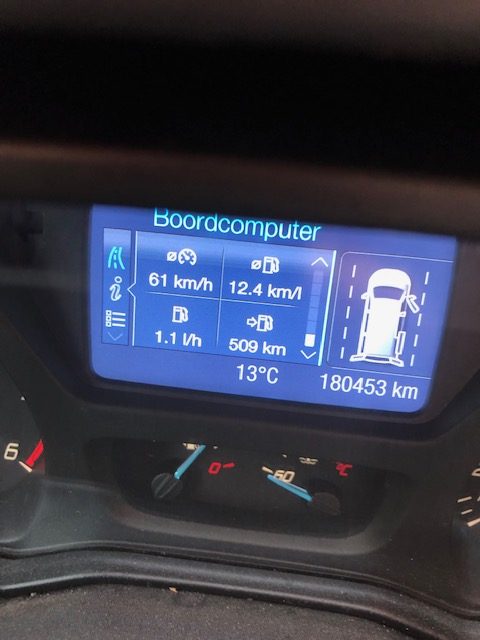 Boordcomputer
ø 61 km/h
ø 12.4 km/l
1.1 l/h
509 km
13°C
180453 km
6
0
60
°C